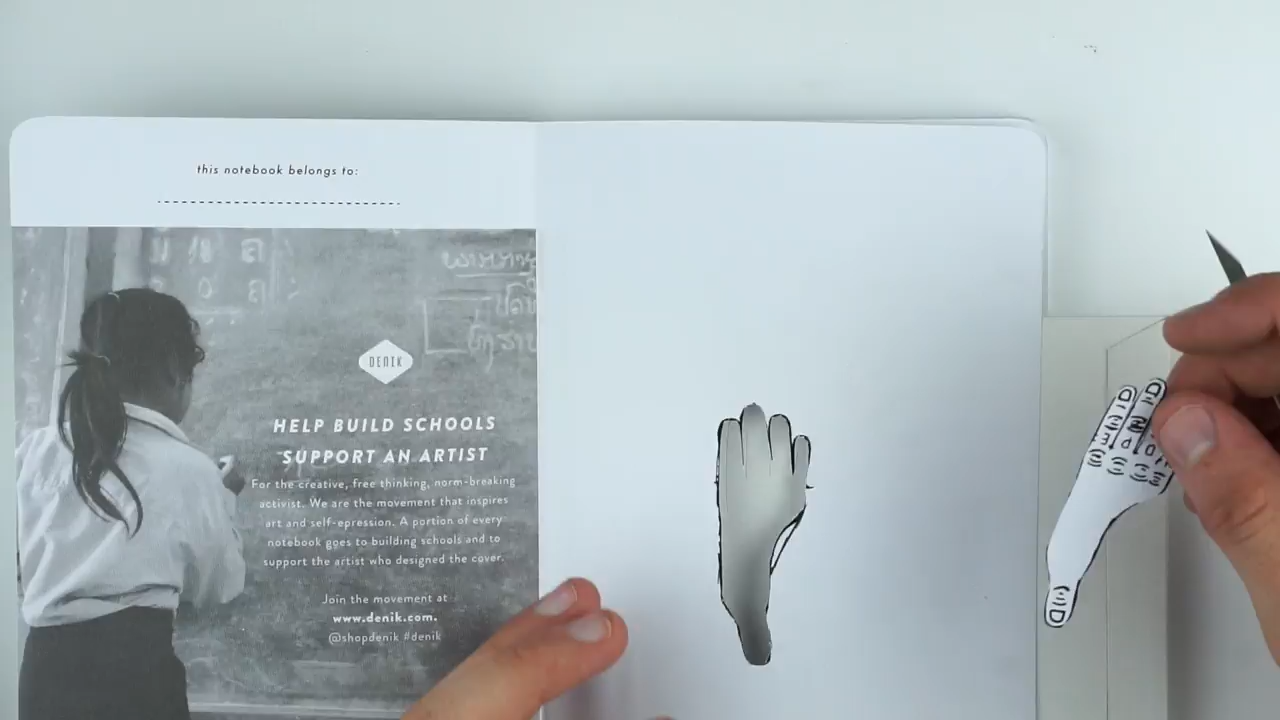 this notebook belongs to:
DENIK
HELP BUILD SCHOOLS
SUPPORT AN ARTIST
For the creative, free thinking, norm-breaking
activist. We are the movement that inspires
art and self-epression. A portion of every
notebook goes to building schools and to
support the artist who designed the cover.
Join the movement at
www.denik.com.
@shopdenik #denik